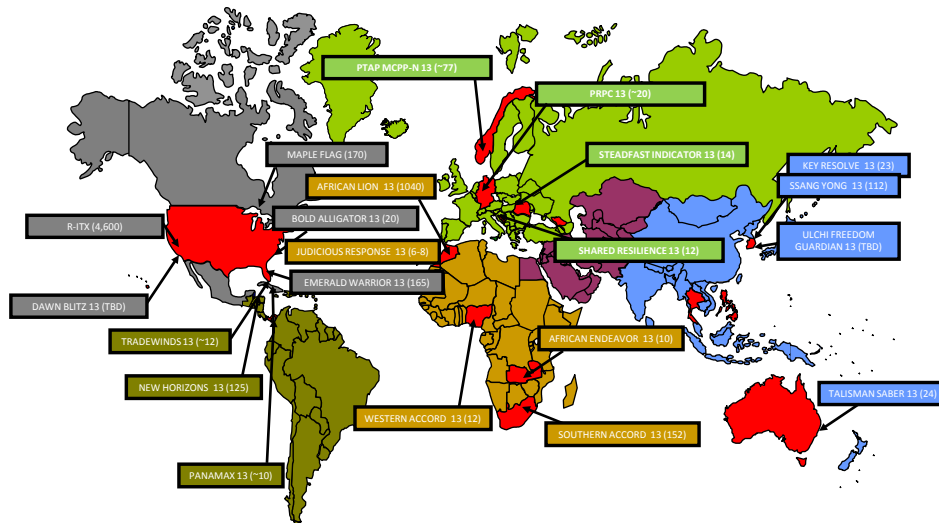 PTAP MCPP-N 13 (~77)
PRPC 13 (~20)
MAPLE FLAG (170)
STEADFAST INDICATOR 13 (14)
KEY RESOLVE 13 (23)
AFRICAN LION 13 (1040)
SSANG YONG 13 (112)
R-ITX (4,600)
BOLD ALLIGATOR 13 (20)
ULCHI FREEDOM
GUARDIAN 13 (TBD)
JUDICIOUS RESPONSE 13 (6-8)
SHARED RESILIENCE 13 (12)
EMERALD WARRIOR 13 (165)
DAWN BLITZ 13 (TBD)
TRADEWINDS 13 (~12)
AFRICAN ENDEAVOR 13 (10)
NEW HORIZONS 13 (125)
TALISMAN SABER 13 (24)
WESTERN ACCORD 13 (12)
SOUTHERN ACCORD 13 (152)
PANAMAX 13 (~10)